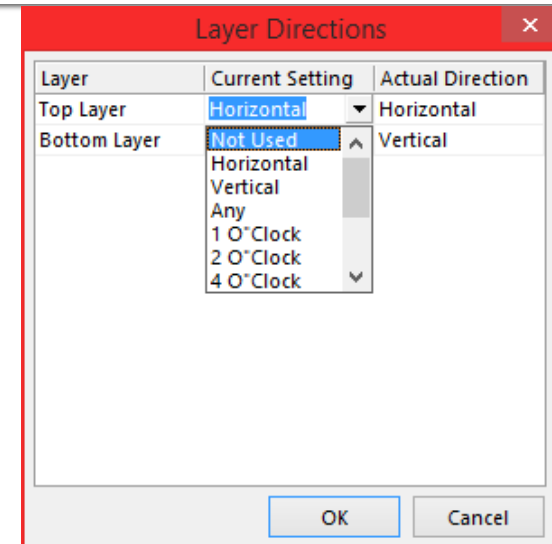 Layer Directions
Layer Current Setting Actual Direction
Top Layer Horizontal Horizontal
Bottom Layer Not Used Vertical
Horizontal
Vertical
Any
1 O"Clock
2 O"Clock
4 O"Clock
OK Cancel